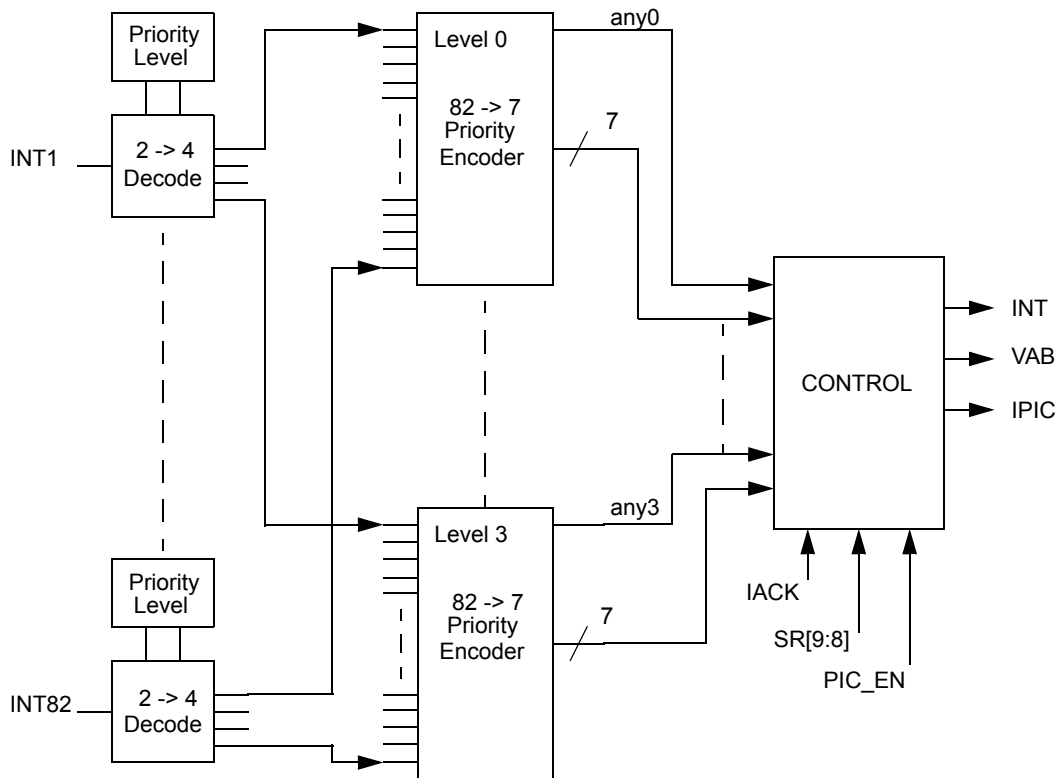 Priority
Level
2 -> 4
Decode
INT1
Level 0
82 -> 7
Priority
Encoder
any0
7
CONTROL
INT
VAB
IPIC
IACK
SR[9:8]
PIC_EN
Priority
Level
2 -> 4
Decode
INT82
Level 3
82 -> 7
Priority
Encoder
any3
7